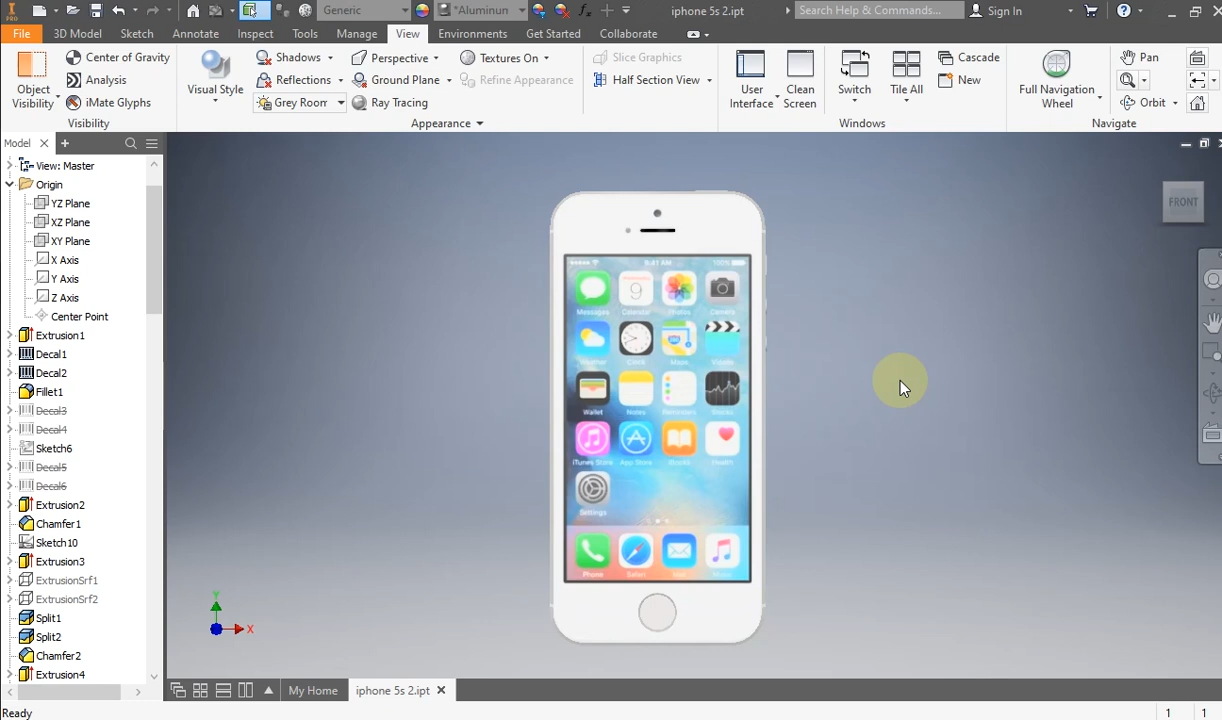 PRO
Generic
"Aluminun
iphone 5s 2.ipt
Search Help & Commands...
Sign In
File 3D Model Sketch Annotate Inspect Tools Manage View Environments Get Started Collaborate
Object Visibility
Center of Gravity
Analysis
iMate Glyphs
Visibility
Visual Style
Shadows
Reflections
Grey Room
Perspective
Ground Plane
Ray Tracing
Textures On
Refine Appearance
Slice Graphics
Half Section View
Appearance
User Interface
Clean Screen
Switch
Tile All
Cascade
New
Windows
Full Navigation Wheel
Pan
Orbit
Navigate
Model
View: Master
Origin
YZ Plane
XZ Plane
XY Plane
X Axis
Y Axis
Z Axis
Center Point
Extrusion1
Decal1
Decal2
Fillet1
Decal3
Decal4
Sketch6
Decal5
Decal6
Extrusion2
Chamfer1
Sketch10
Extrusion3
ExtrusionSrf1
ExtrusionSrf2
Split1
Split2
Chamfer2
Extrusion4
FRONT
9:41 AM 100%
9
Messages Calendar Photos Camera
Weather Clock Maps Videos
Wallet Notes Reminders Stocks
iTunes Store App Store iBooks Health
Settings
Phone Safari Mail Music
Y
X
My Home
iphone 5s 2.ipt
Ready
1 1